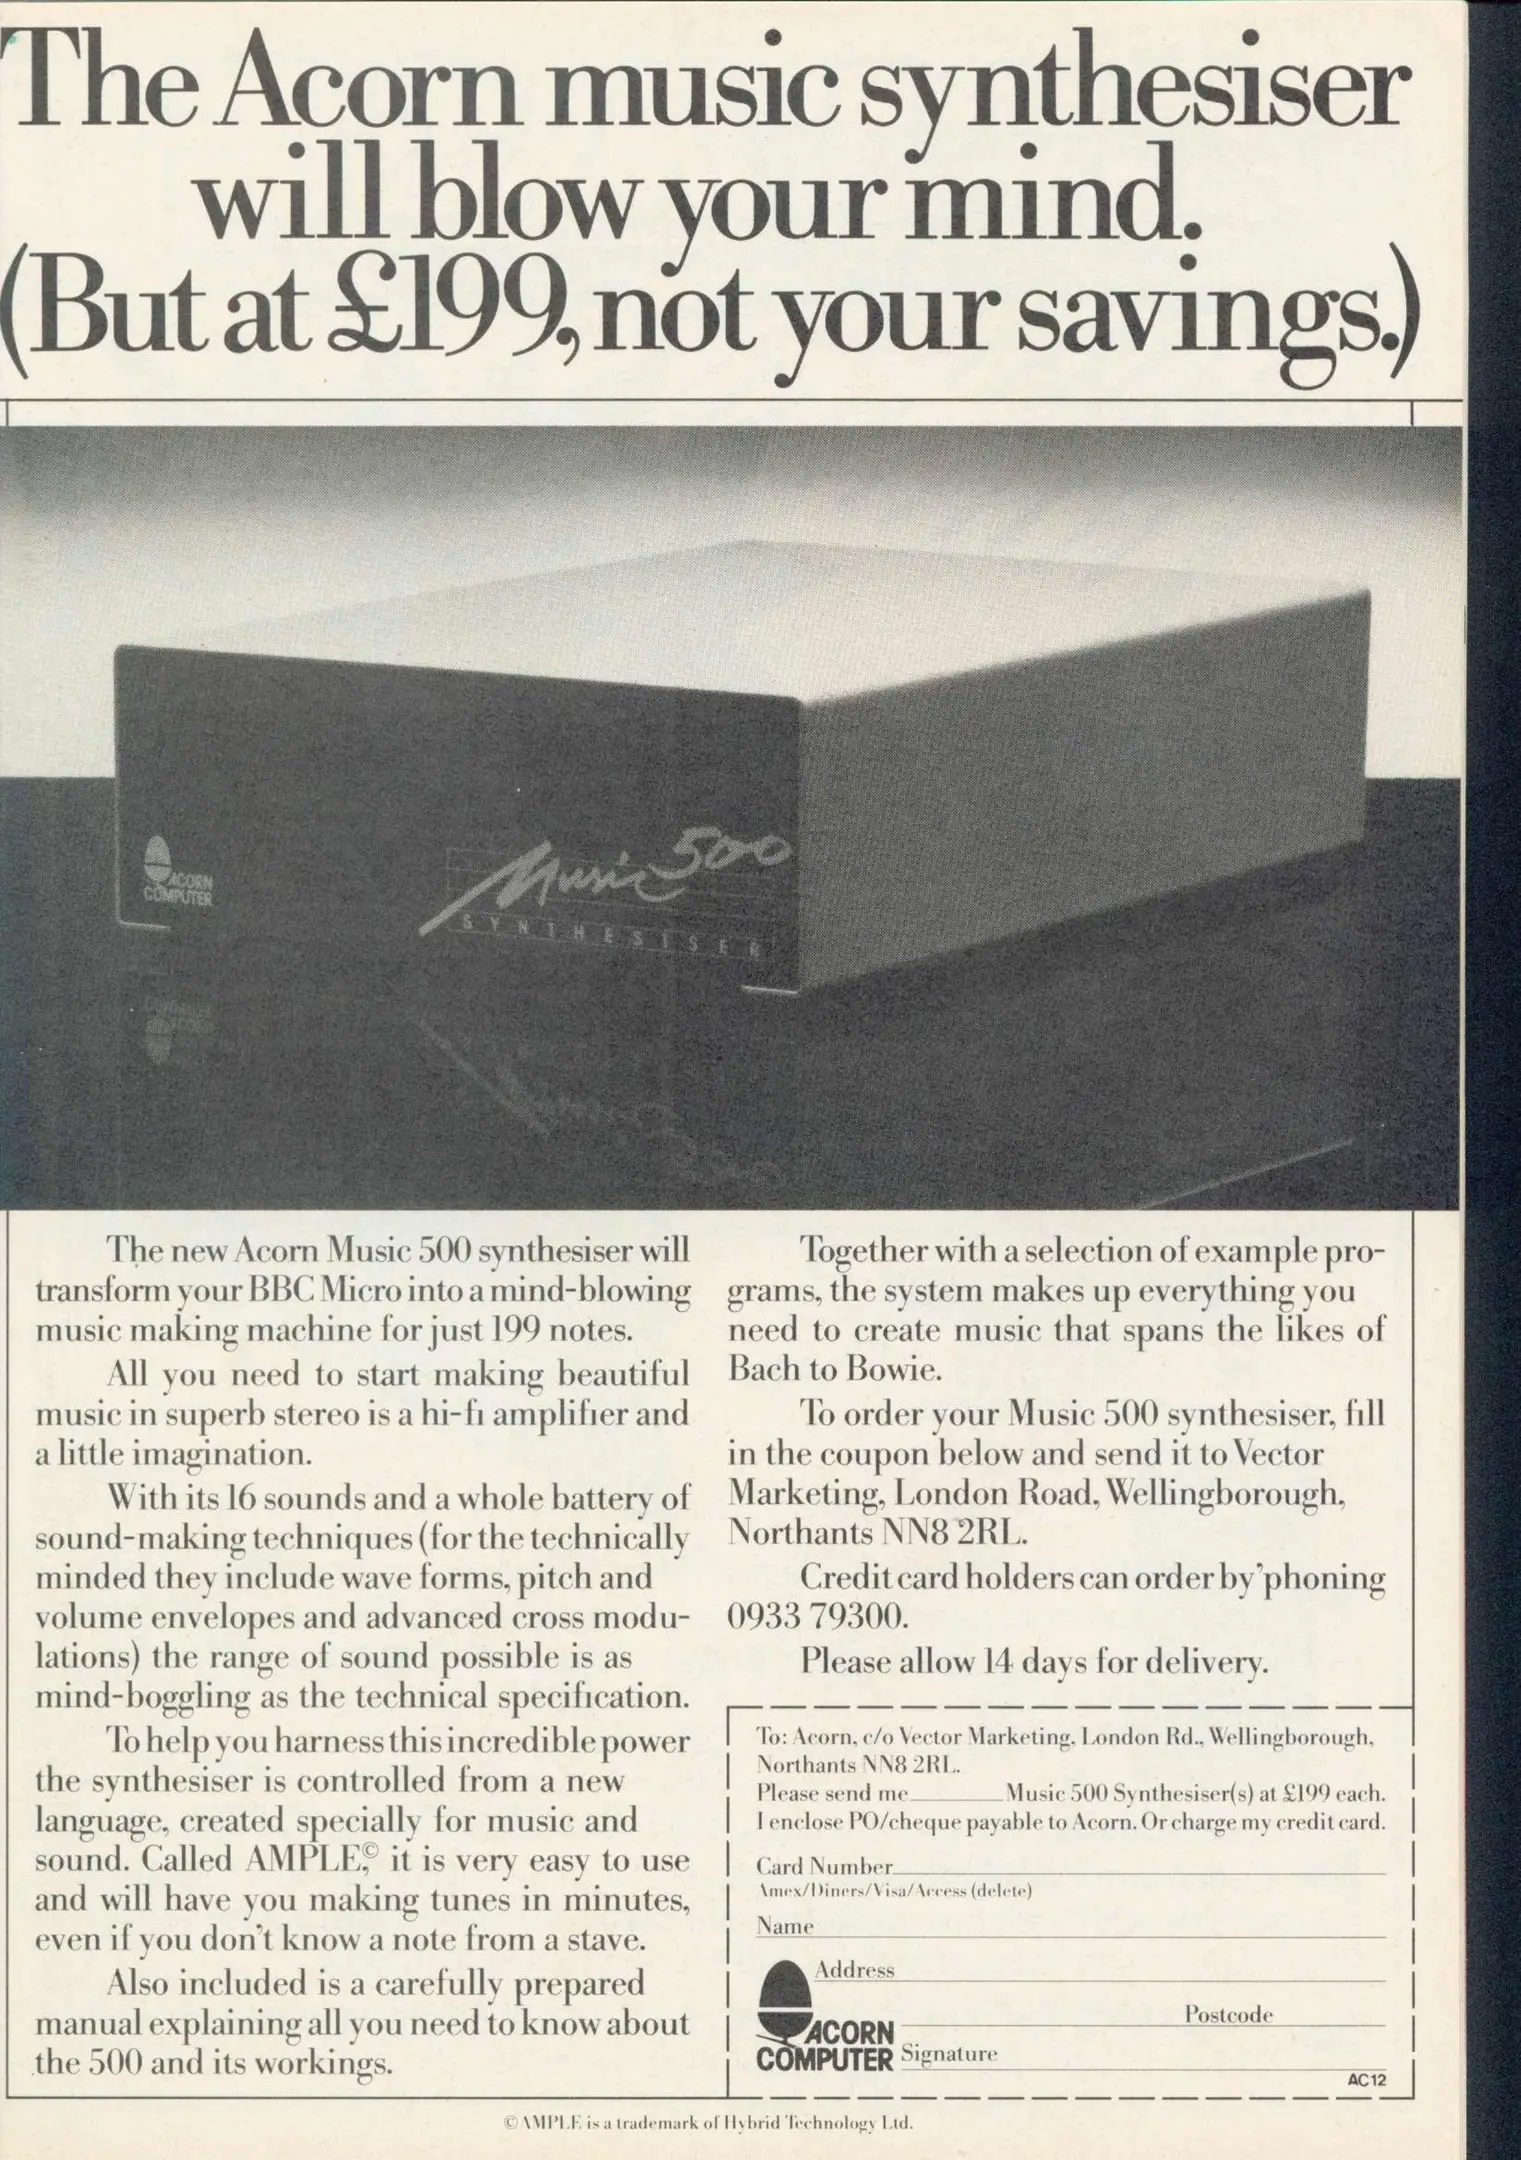 The Acorn music synthesiser
will blow your mind.
(But at £199, not your savings.)
ACORN
COMPUTER
Music 500
SYNTHESISER
The new Acorn Music 500 synthesiser will
transform your BBC Micro into a mind-blowing
music making machine for just 199 notes.
All you need to start making beautiful
music in superb stereo is a hi-fi amplifier and
a little imagination.
With its 16 sounds and a whole battery of
sound-making techniques (for the technically
minded they include wave forms, pitch and
volume envelopes and advanced cross modu-
lations) the range of sound possible is as
mind-boggling as the technical specification.
To help you harness this incredible power
the synthesiser is controlled from a new
language, created specially for music and
sound. Called AMPLE,© it is very easy to use
and will have you making tunes in minutes,
even if you don't know a note from a stave.
Also included is a carefully prepared
manual explaining all you need to know about
the 500 and its workings.
Together with a selection of example pro-
grams, the system makes up everything you
need to create music that spans the likes of
Bach to Bowie.
To order your Music 500 synthesiser, fill
in the coupon below and send it to Vector
Marketing, London Road, Wellingborough,
Northants NN8 2RL.
Credit card holders can order by 'phoning
0933 79300.
Please allow 14 days for delivery.
To: Acorn, c/o Vector Marketing, London Rd., Wellingborough,
Northants NN8 2RL.
Please send me Music 500 Synthesiser(s) at £199 each.
I enclose PO/cheque payable to Acorn. Or charge my credit card.
Card Number
Amex/Diners/Visa/Access (delete)
Name
Address
Postcode
ACORN
COMPUTER
Signature
AC12
© AMPLE is a trademark of Hybrid Technology Ltd.